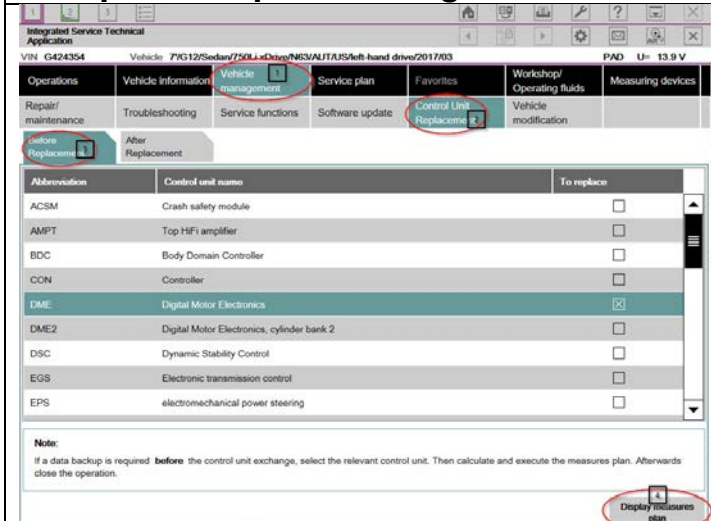 1 2 3
?
Integrated Service Technical
Application
VIN G424354 Vehicle 7'/G12/Sedan/750Li xDrive/N63/AUT/US/left-hand drive/2017/03 PAD U= 13.9 V
Operations Vehicle information Vehicle management 1 Service plan Favorites Workshop/ Operating fluids Measuring devices
Repair/ maintenance Troubleshooting Service functions Software update Control Unit Replacement 2 Vehicle modification
Before Replacement 3 After Replacement
Abbreviation Control unit name To replace
ACSM Crash safety module
AMPT Top HiFi amplifier
BDC Body Domain Controller
CON Controller
DME Digital Motor Electronics
DME2 Digital Motor Electronics, cylinder bank 2
DSC Dynamic Stability Control
EGS Electronic transmission control
EPS electromechanical power steering
Note:
If a data backup is required before the control unit exchange, select the relevant control unit. Then calculate and execute the measures plan. Afterwards
close the operation.
4
Display measures
plan